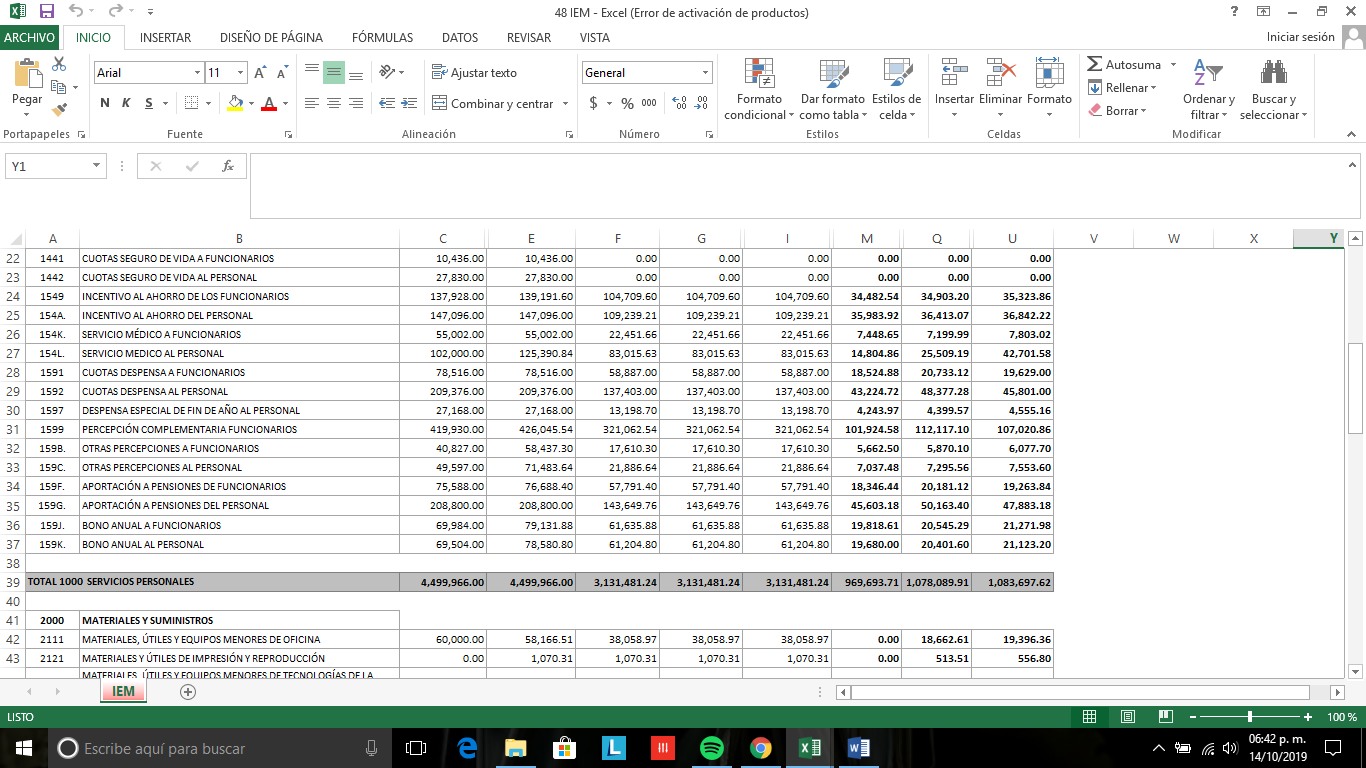 48 IEM - Excel (Error de activación de productos)
ARCHIVO INICIO INSERTAR DISEÑO DE PÁGINA FÓRMULAS DATOS REVISAR VISTA Iniciar sesión
Arial 11 Ajustar texto General Autosuma
Pegar Rellenar
N K S Combinar y centrar $ % 000 Borrar
Formato condicional Dar formato como tabla Estilos de celda Insertar Eliminar Formato Ordenar y filtrar Buscar y seleccionar
Portapapeles Fuente Alineación Número Estilos Celdas Modificar
Y1 fx
A B C E F G I M Q U V W X Y
22 1441 CUOTAS SEGURO DE VIDA A FUNCIONARIOS 10,436.00 10,436.00 0.00 0.00 0.00 0.00 0.00 0.00
23 1442 CUOTAS SEGURO DE VIDA AL PERSONAL 27,830.00 27,830.00 0.00 0.00 0.00 0.00 0.00 0.00
24 1549 INCENTIVO AL AHORRO DE LOS FUNCIONARIOS 137,928.00 139,191.60 104,709.60 104,709.60 104,709.60 34,482.54 34,903.20 35,323.86
25 154A. INCENTIVO AL AHORRO DEL PERSONAL 147,096.00 147,096.00 109,239.21 109,239.21 109,239.21 35,983.92 36,413.07 36,842.22
26 154K. SERVICIO MÉDICO A FUNCIONARIOS 55,002.00 55,002.00 22,451.66 22,451.66 22,451.66 7,448.65 7,199.99 7,803.02
27 154L. SERVICIO MEDICO AL PERSONAL 102,000.00 125,390.84 83,015.63 83,015.63 83,015.63 14,804.86 25,509.19 42,701.58
28 1591 CUOTAS DESPENSA A FUNCIONARIOS 78,516.00 78,516.00 58,887.00 58,887.00 58,887.00 18,524.88 20,733.12 19,629.00
29 1592 CUOTAS DESPENSA AL PERSONAL 209,376.00 209,376.00 137,403.00 137,403.00 137,403.00 43,224.72 48,377.28 45,801.00
30 1597 DESPENSA ESPECIAL DE FIN DE AÑO AL PERSONAL 27,168.00 27,168.00 13,198.70 13,198.70 13,198.70 4,243.97 4,399.57 4,555.16
31 1599 PERCEPCIÓN COMPLEMENTARIA FUNCIONARIOS 419,930.00 426,045.54 321,062.54 321,062.54 321,062.54 101,924.58 112,117.10 107,020.86
32 159B. OTRAS PERCEPCIONES A FUNCIONARIOS 40,827.00 58,437.30 17,610.30 17,610.30 17,610.30 5,662.50 5,870.10 6,077.70
33 159C. OTRAS PERCEPCIONES AL PERSONAL 49,597.00 71,483.64 21,886.64 21,886.64 21,886.64 7,037.48 7,295.56 7,553.60
34 159F. APORTACIÓN A PENSIONES DE FUNCIONARIOS 75,588.00 76,688.40 57,791.40 57,791.40 57,791.40 18,346.44 20,181.12 19,263.84
35 159G. APORTACIÓN A PENSIONES DEL PERSONAL 208,800.00 208,800.00 143,649.76 143,649.76 143,649.76 45,603.18 50,163.40 47,883.18
36 159J. BONO ANUAL A FUNCIONARIOS 69,984.00 79,131.88 61,635.88 61,635.88 61,635.88 19,818.61 20,545.29 21,271.98
37 159K. BONO ANUAL AL PERSONAL 69,504.00 78,580.80 61,204.80 61,204.80 61,204.80 19,680.00 20,401.60 21,123.20
38
39 TOTAL 1000 SERVICIOS PERSONALES 4,499,966.00 4,499,966.00 3,131,481.24 3,131,481.24 3,131,481.24 969,693.71 1,078,089.91 1,083,697.62
40
41 2000 MATERIALES Y SUMINISTROS
42 2111 MATERIALES, ÚTILES Y EQUIPOS MENORES DE OFICINA 60,000.00 58,166.51 38,058.97 38,058.97 38,058.97 0.00 18,662.61 19,396.36
43 2121 MATERIALES Y ÚTILES DE IMPRESIÓN Y REPRODUCCIÓN 0.00 1,070.31 1,070.31 1,070.31 1,070.31 0.00 513.51 556.80
MATERIALES, ÚTILES Y EQUIPOS MENORES DE TECNOLOGÍAS DE LA
IEM
LISTO 100 %
Escribe aquí para buscar 06:42 p. m.
14/10/2019